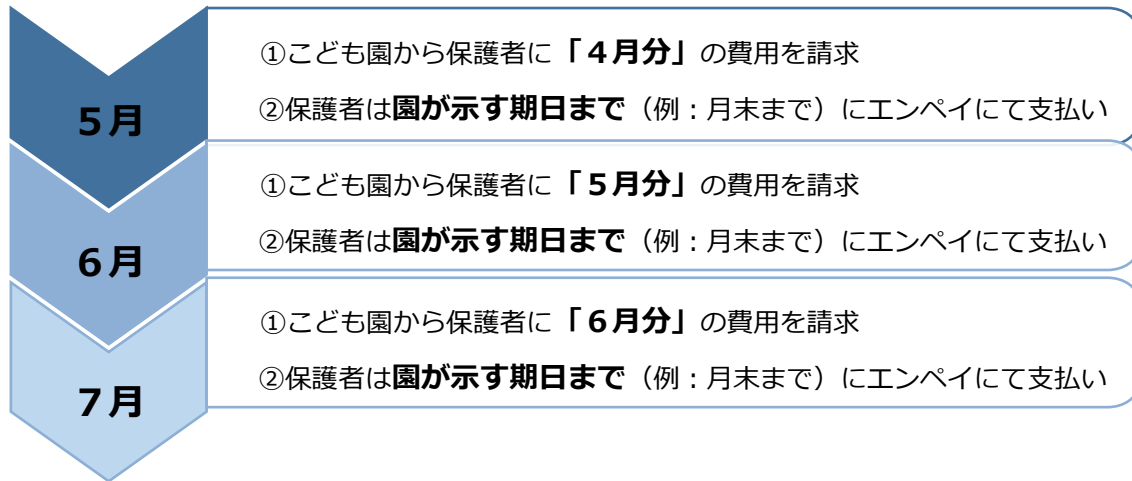 5月
①こども園から保護者に「４月分」の費用を請求
②保護者は園が示す期日まで（例：月末まで）にエンペイにて支払い
6月
①こども園から保護者に「５月分」の費用を請求
②保護者は園が示す期日まで（例：月末まで）にエンペイにて支払い
7月
①こども園から保護者に「６月分」の費用を請求
②保護者は園が示す期日まで（例：月末まで）にエンペイにて支払い